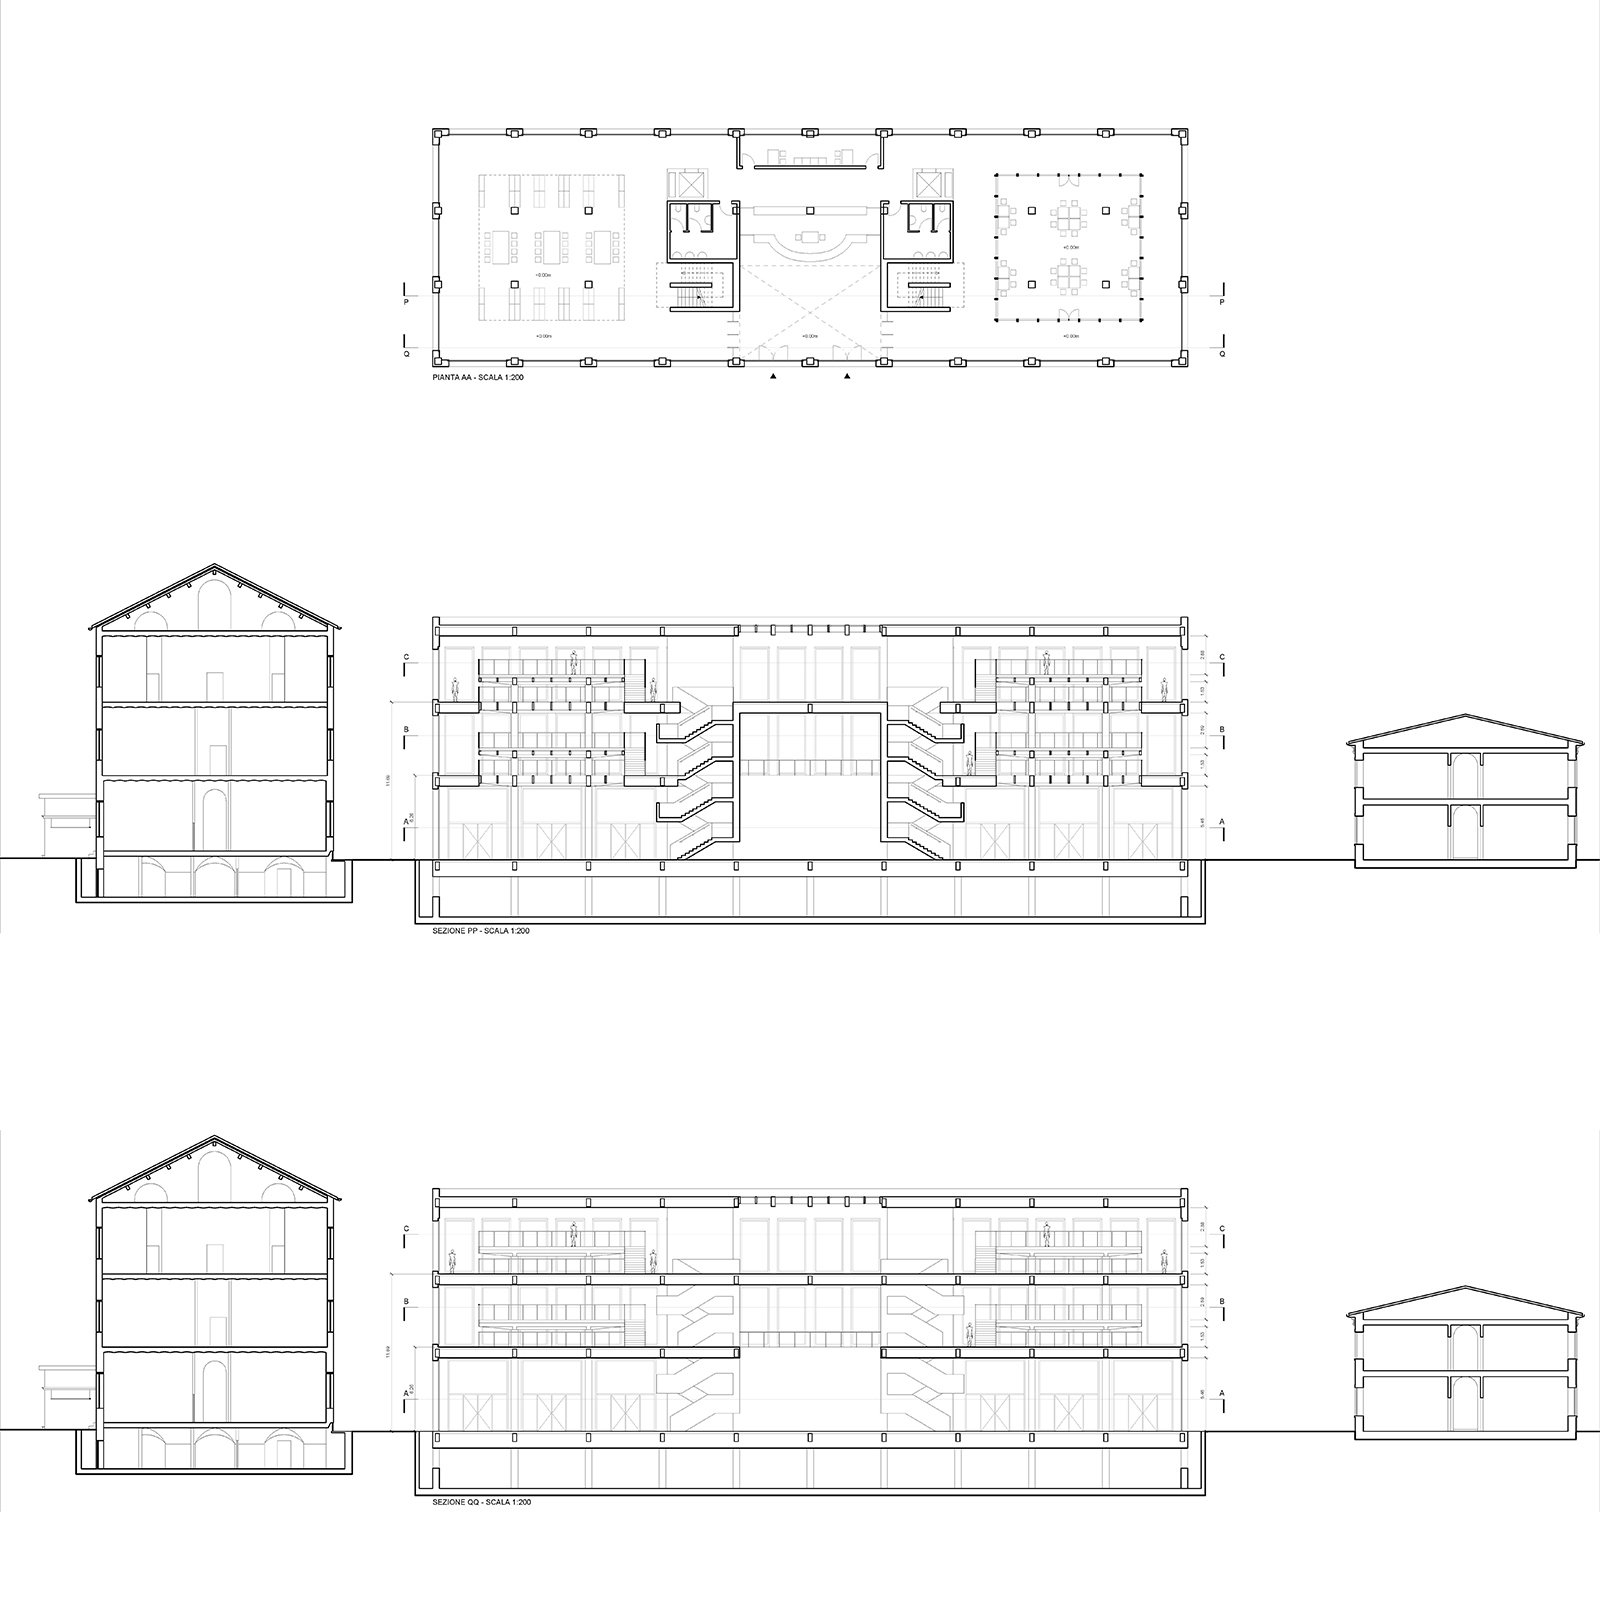 +0.00m
+0.00m
P P
+0.00m +0.00m +0.00m
Q Q
PIANTA AA - SCALA 1:200
C C
2.88
1.53
B B
2.59
1.53
11.69
6.26
A A
5.46
SEZIONE PP - SCALA 1:200
C C
2.88
1.53
B B
2.59
1.53
11.69
6.26
A A
5.46
SEZIONE QQ - SCALA 1:200